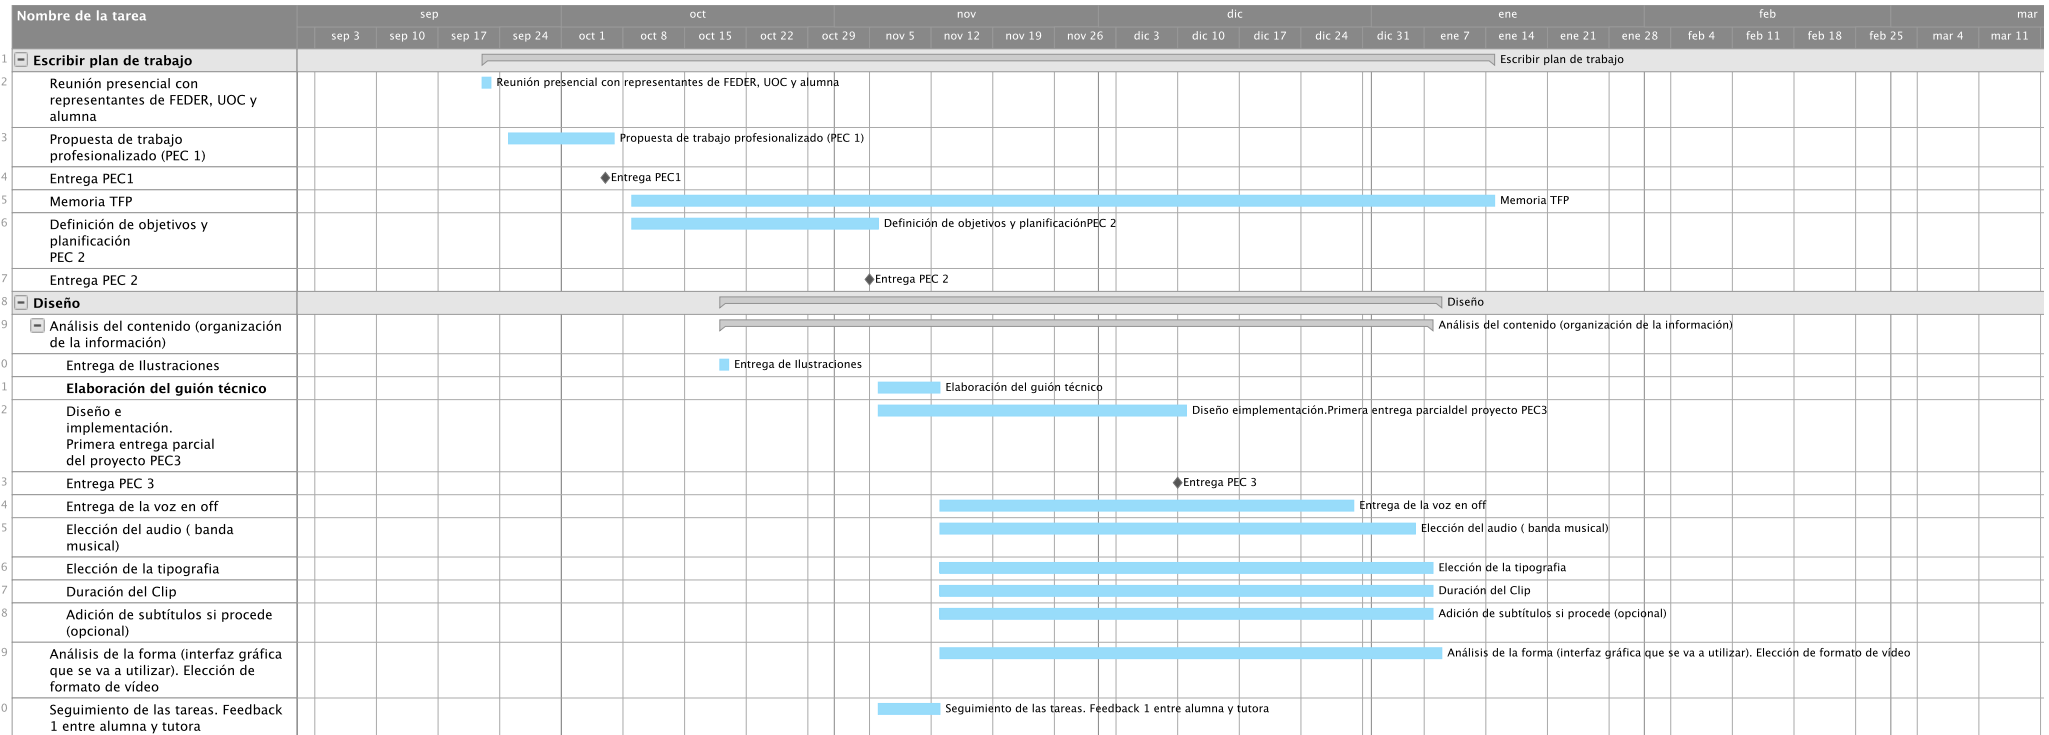 Nombre de la tarea
sep oct nov dic ene feb mar
sep 3 sep 10 sep 17 sep 24 oct 1 oct 8 oct 15 oct 22 oct 29 nov 5 nov 12 nov 19 nov 26 dic 3 dic 10 dic 17 dic 24 dic 31 ene 7 ene 14 ene 21 ene 28 feb 4 feb 11 feb 18 feb 25 mar 4 mar 11
1 Escribir plan de trabajo Escribir plan de trabajo
2 Reunión presencial con Reunión presencial con representantes de FEDER, UOC y alumna
representantes de FEDER, UOC y
alumna
3 Propuesta de trabajo Propuesta de trabajo profesionalizado (PEC 1)
profesionalizado (PEC 1)
4 Entrega PEC1 Entrega PEC1
5 Memoria TFP Memoria TFP
6 Definición de objetivos y Definición de objetivos y planificaciónPEC 2
planificación
PEC 2
7 Entrega PEC 2 Entrega PEC 2
8 Diseño Diseño
9 Análisis del contenido (organización Análisis del contenido (organización de la información)
de la información)
0 Entrega de Ilustraciones Entrega de Ilustraciones
1 Elaboración del guión técnico Elaboración del guión técnico
2 Diseño e Diseño eimplementación.Primera entrega parcialdel proyecto PEC3
implementación.
Primera entrega parcial
del proyecto PEC3
3 Entrega PEC 3 Entrega PEC 3
4 Entrega de la voz en off Entrega de la voz en off
5 Elección del audio ( banda Elección del audio ( banda musical)
musical)
6 Elección de la tipografia Elección de la tipografia
7 Duración del Clip Duración del Clip
8 Adición de subtítulos si procede Adición de subtítulos si procede (opcional)
(opcional)
9 Análisis de la forma (interfaz gráfica Análisis de la forma (interfaz gráfica que se va a utilizar). Elección de formato de vídeo
que se va a utilizar). Elección de
formato de vídeo
0 Seguimiento de las tareas. Feedback Seguimiento de las tareas. Feedback 1 entre alumna y tutora
1 entre alumna y tutora